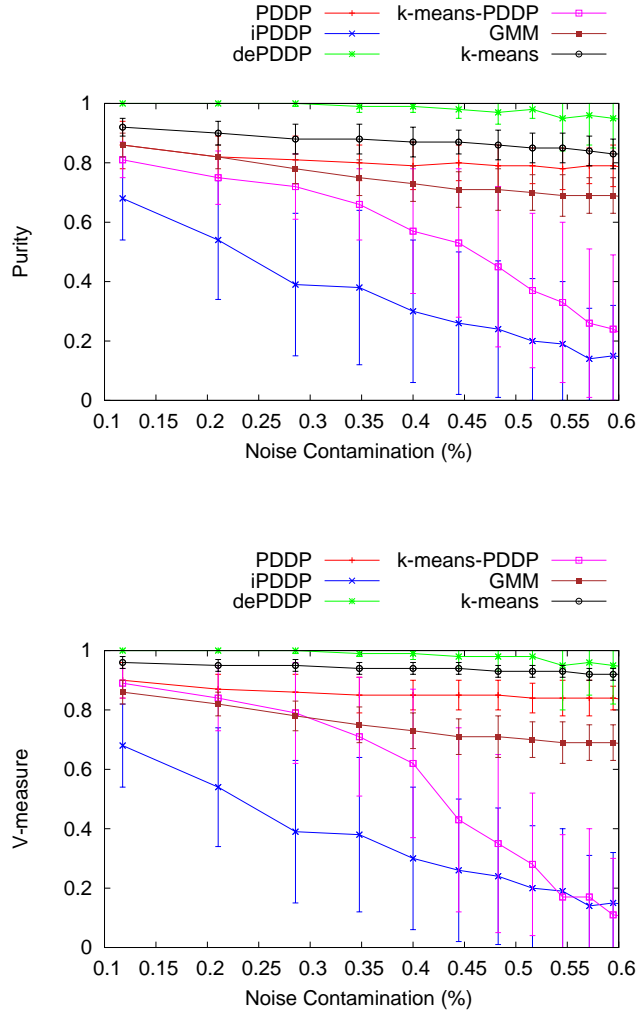 PDDP
iPDDP
dePDDP
k-means-PDDP
GMM
k-means
1
0.8
0.6
0.4
0.2
0
Purity
0.1 0.15 0.2 0.25 0.3 0.35 0.4 0.45 0.5 0.55 0.6
Noise Contamination (%)
PDDP
iPDDP
dePDDP
k-means-PDDP
GMM
k-means
1
0.8
0.6
0.4
0.2
0
V-measure
0.1 0.15 0.2 0.25 0.3 0.35 0.4 0.45 0.5 0.55 0.6
Noise Contamination (%)